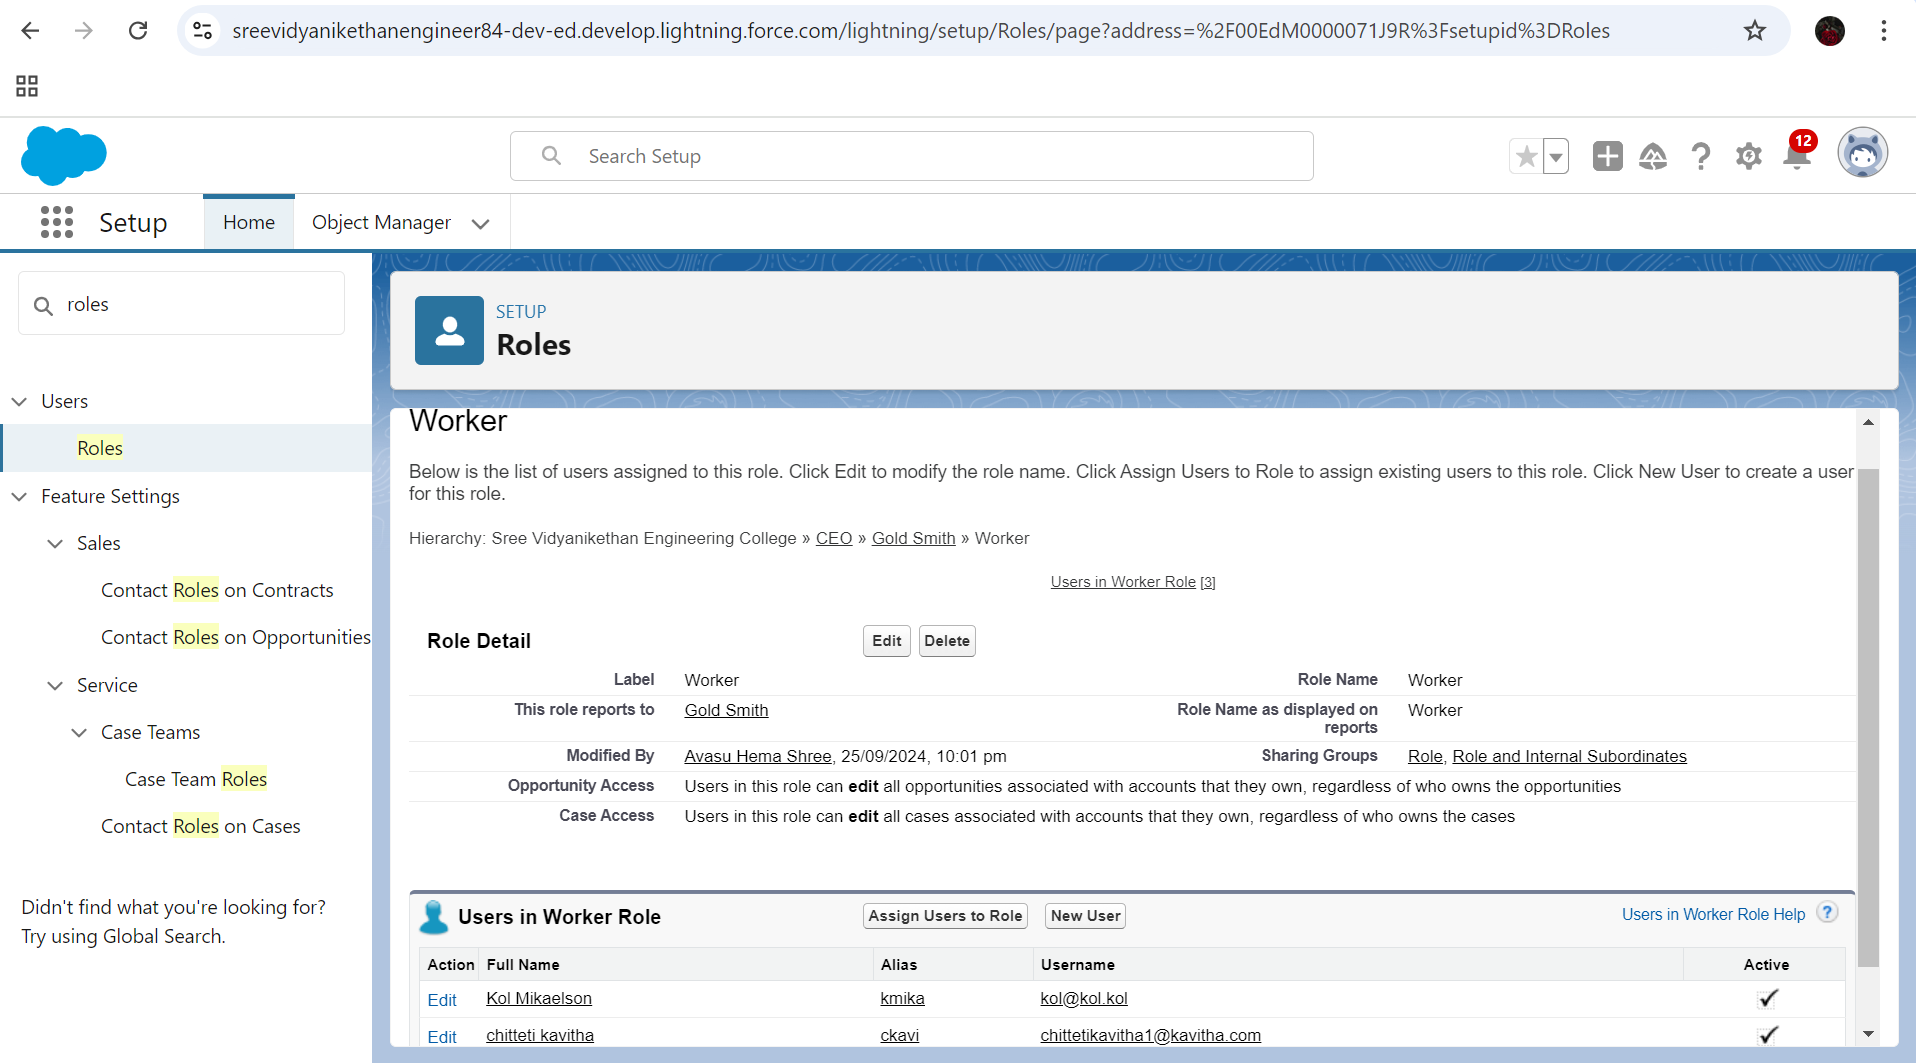 sreevidyanikethanengineer84-dev-ed.develop.lightning.force.com/lightning/setup/Roles/page?address=%2F00EdM0000071J9R%3Fsetupid%3DRoles
Search Setup
12
Setup
Home
Object Manager
roles
Users
Roles
Feature Settings
Sales
Contact Roles on Contracts
Contact Roles on Opportunities
Service
Case Teams
Case Team Roles
Contact Roles on Cases
Didn't find what you're looking for?
Try using Global Search.
SETUP
Roles
Worker
Below is the list of users assigned to this role. Click Edit to modify the role name. Click Assign Users to Role to assign existing users to this role. Click New User to create a user
for this role.
Hierarchy: Sree Vidyanikethan Engineering College » CEO » Gold Smith » Worker
Users in Worker Role [3]
Role Detail Edit Delete
Label Worker Role Name Worker
This role reports to Gold Smith Role Name as displayed on
reports Worker
Modified By Avasu Hema Shree, 25/09/2024, 10:01 pm Sharing Groups Role, Role and Internal Subordinates
Opportunity Access Users in this role can edit all opportunities associated with accounts that they own, regardless of who owns the opportunities
Case Access Users in this role can edit all cases associated with accounts that they own, regardless of who owns the cases
Users in Worker Role Assign Users to Role New User Users in Worker Role Help ?
Action Full Name Alias Username Active
Edit Kol Mikaelson kmika kol@kol.kol
Edit chitteti kavitha ckavi chittetikavitha1@kavitha.com